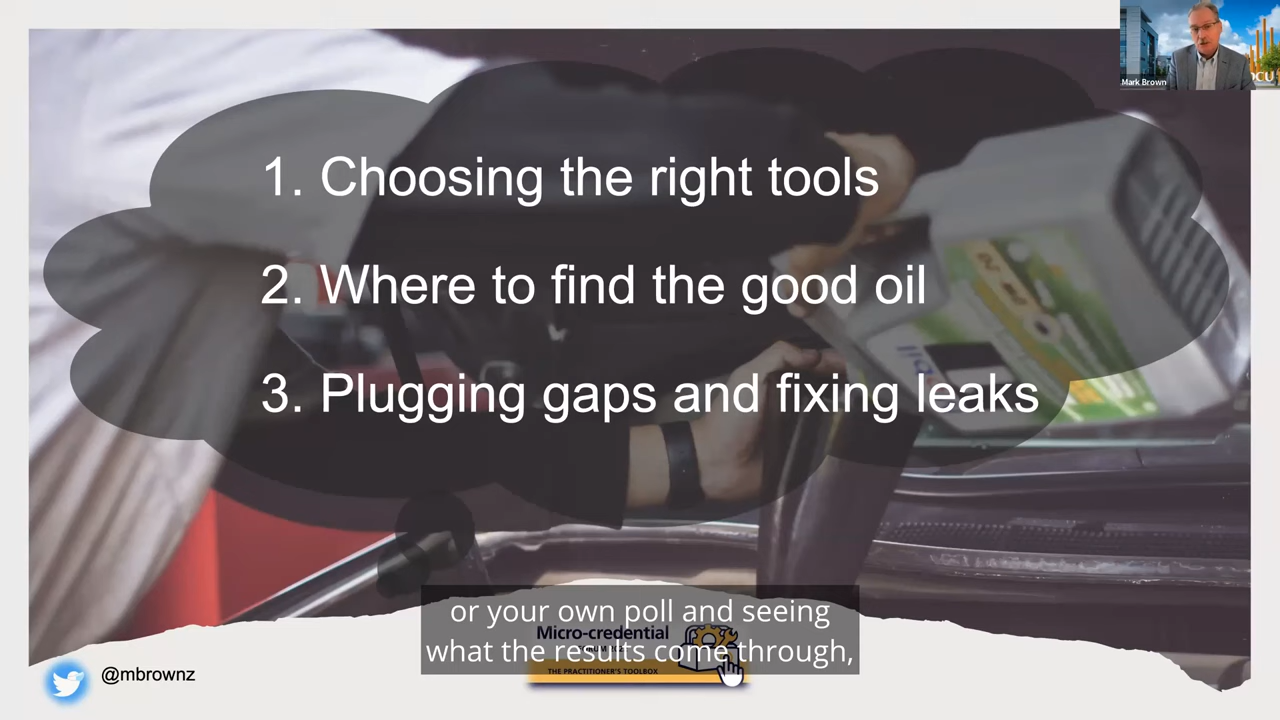 Mark Brown
1. Choosing the right tools
2. Where to find the good oil
3. Plugging gaps and fixing leaks
or your own poll and seeing
what the results come through,
Micro-credential
THE PRACTITIONER'S TOOLBOX
@mbrownz